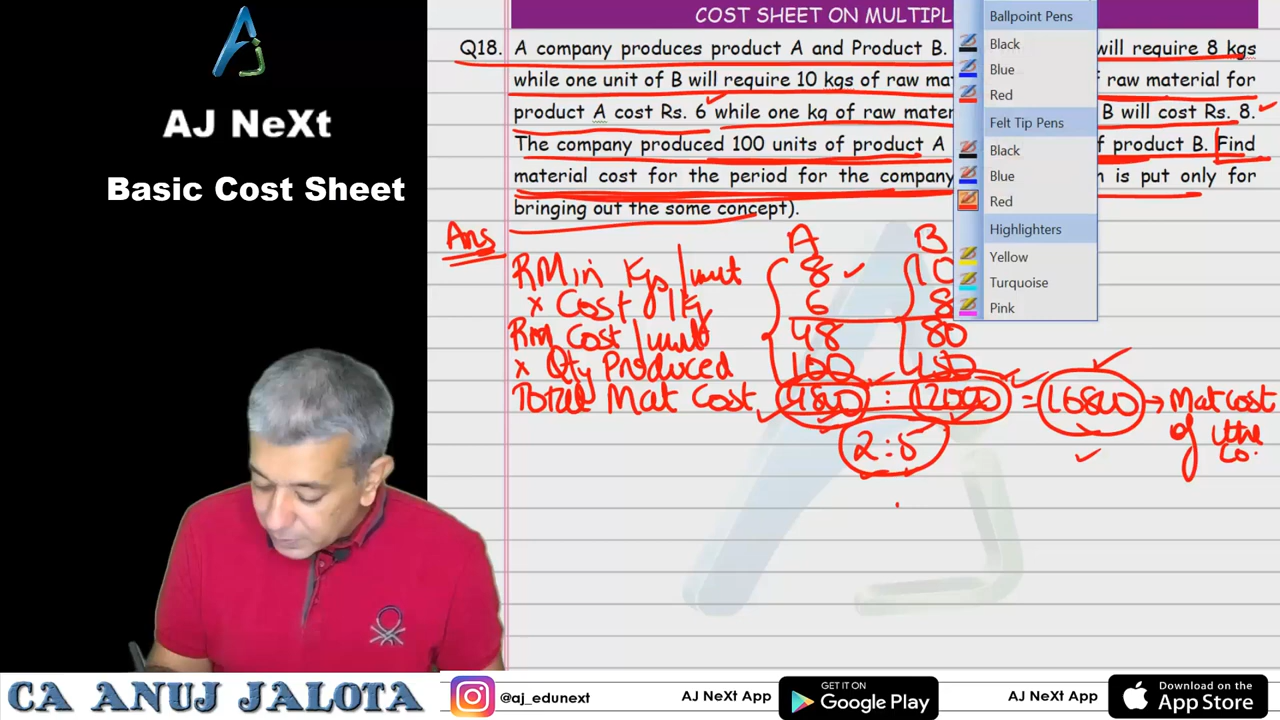 AJ NeXt
Basic Cost Sheet
COST SHEET ON MULTIPL
Q18. A company produces product A and Product B. will require 8 kgs
while one unit of B will require 10 kgs of raw mat raw material for
product A cost Rs. 6 while one kg of raw mater B will cost Rs. 8.
The company produced 100 units of product A f product B. Find
material cost for the period for the company is put only for
bringing out the some concept).
Ballpoint Pens
Black
Blue
Red
Felt Tip Pens
Black
Blue
Red
Highlighters
Yellow
Turquoise
Pink
Ans A B
RM in Kgs/unit 8 10
x Cost / Kg 6 8
RM Cost/unit 48 80
x Qty Produced 100 150
Total Mat Cost 4800 : 12000 = 16800 → Mat cost
of the
Co.
2:5
CA ANUJ JALOTA
@aj_edunext
AJ NeXt App
GET IT ON
Google Play
AJ NeXt App
Download on the
App Store